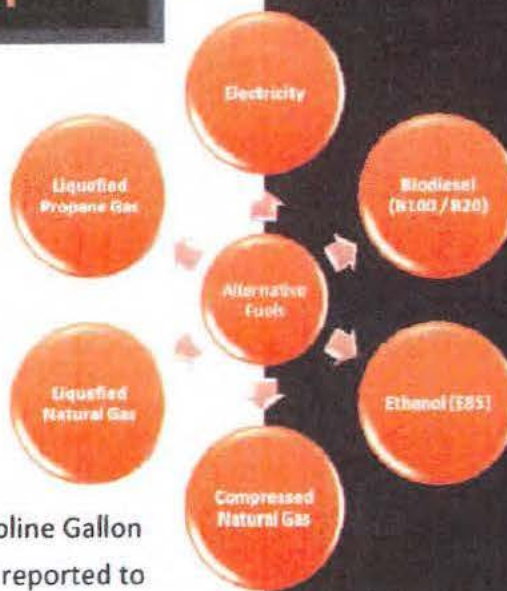 Electricity
Liquefied
Propane Gas
Biodiesel
(B100 / B20)
Alternative
Fuels
Liquefied
Natural Gas
Ethanol (E85)
Compressed
Natural Gas
Gallon
reported to